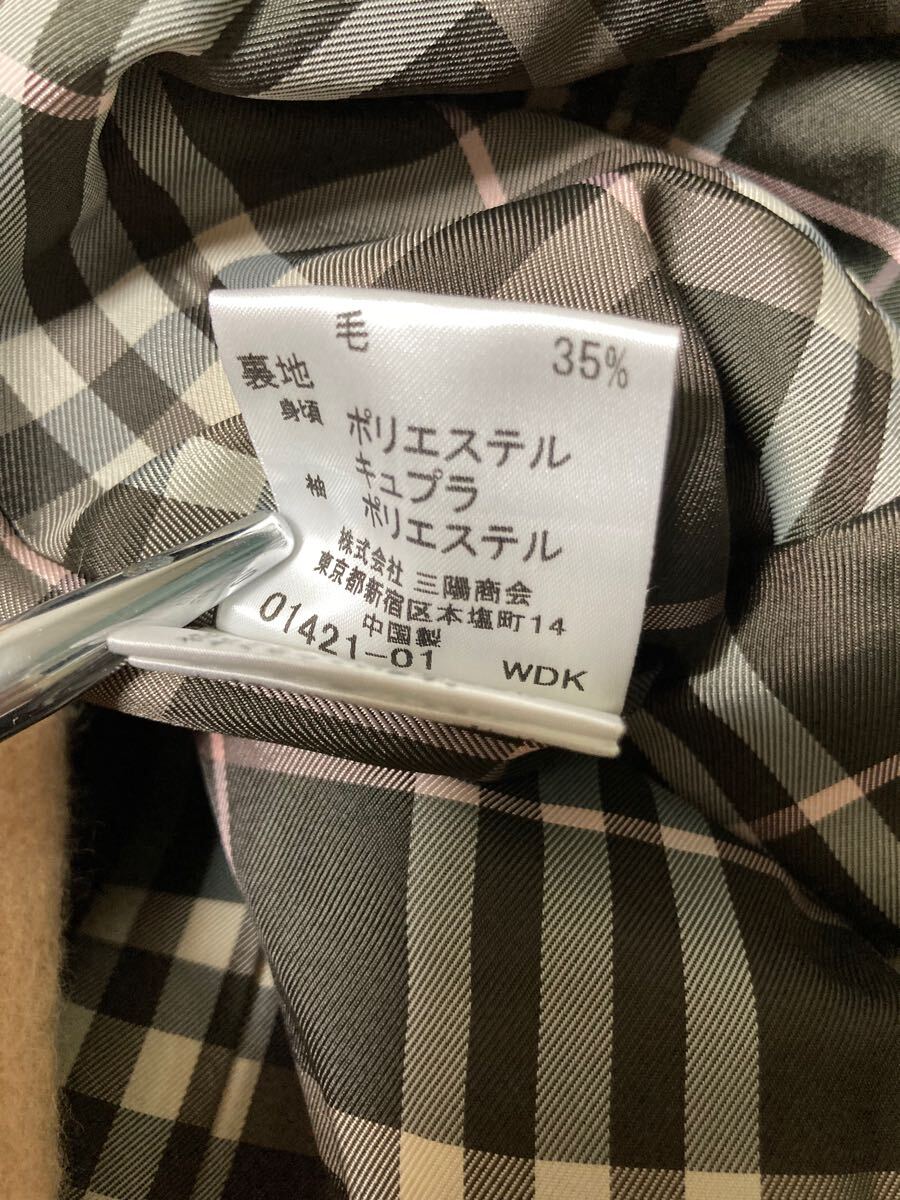 毛 35%
裏地
身頃 ポリエステル
キュプラ
袖 ポリエステル
株式会社 三陽商会
東京都新宿区本塩町14
中国製
01421-01 WDK